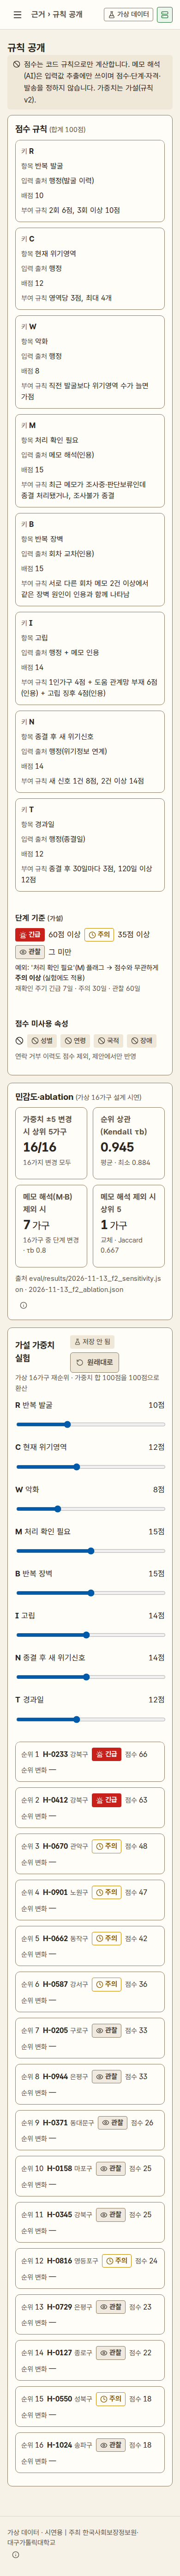 근거 › 규칙 공개
가상 데이터
규칙 공개
점수는 코드 규칙으로만 계산합니다. 메모 해석
(AI)은 입력값 추출에만 쓰이며 점수·단계·자격·
발송을 정하지 않습니다. 가중치는 가설(규칙
v2).
점수 규칙 (합계 100점)
키 R
항목 반복 발굴
입력 출처 행정(발굴 이력)
배점 10
부여 규칙 2회 6점, 3회 이상 10점
키 C
항목 현재 위기영역
입력 출처 행정
배점 12
부여 규칙 영역당 3점, 최대 4개
키 W
항목 악화
입력 출처 행정
배점 8
부여 규칙 직전 발굴보다 위기영역 수가 늘면
가점
키 M
항목 처리 확인 필요
입력 출처 메모 해석(인용)
배점 15
부여 규칙 최근 메모가 조사중·판단보류인데
종결 처리됐거나, 조사불가 종결
키 B
항목 반복 장벽
입력 출처 회차 교차(인용)
배점 15
부여 규칙 서로 다른 회차 메모 2건 이상에서
같은 장벽 원인이 인용과 함께 나타남
키 I
항목 고립
입력 출처 행정 + 메모 인용
배점 14
부여 규칙 1인가구 4점 + 도움 관계망 부재 6점
(인용) + 고립 징후 4점(인용)
키 N
항목 종결 후 새 위기신호
입력 출처 행정(위기정보 연계)
배점 14
부여 규칙 새 신호 1건 8점, 2건 이상 14점
키 T
항목 경과일
입력 출처 행정(종결일)
배점 12
부여 규칙 종결 후 30일마다 3점, 120일 이상
12점
단계 기준 (가설)
긴급 60점 이상 주의 35점 이상
관찰 그 미만
예외: '처리 확인 필요'(M) 플래그 → 점수와 무관하게
주의 이상 (실험에도 적용)
재확인 주기 긴급 7일 · 주의 30일 · 관찰 60일
점수 미사용 속성
성별 연령 국적 장애
연락 거부 이력도 점수 제외, 제안에서만 반영
민감도·ablation (가상 16가구 설계 시연)
가중치 ±5 변경
시 상위 5가구
16/16
16가지 변경 모두
순위 상관
(Kendall τb)
0.945
평균 · 최소 0.884
메모 해석(M·B)
제외 시
7 가구
16가구 중 단계 변경
· τb 0.8
메모 해석 제외 시
상위 5
1 가구
교체 · Jaccard
0.667
출처 eval/results/2026-11-13_f2_sensitivity.js
on · 2026-11-13_f2_ablation.json
가설 가중치
실험
저장 안 됨
원래대로
가상 16가구 재순위 · 가중치 합 100점을 100점으로
환산
R 반복 발굴 10점
C 현재 위기영역 12점
W 악화 8점
M 처리 확인 필요 15점
B 반복 장벽 15점
I 고립 14점
N 종결 후 새 위기신호 14점
T 경과일 12점
순위 1 H-0233 강북구 긴급 점수 66
순위 변화 —
순위 2 H-0412 강북구 긴급 점수 63
순위 변화 —
순위 3 H-0670 관악구 주의 점수 48
순위 변화 —
순위 4 H-0901 노원구 주의 점수 47
순위 변화 —
순위 5 H-0662 동작구 주의 점수 42
순위 변화 —
순위 6 H-0587 강서구 주의 점수 36
순위 변화 —
순위 7 H-0205 구로구 관찰 점수 33
순위 변화 —
순위 8 H-0944 은평구 관찰 점수 33
순위 변화 —
순위 9 H-0371 동대문구 관찰 점수 26
순위 변화 —
순위 10 H-0158 마포구 관찰 점수 25
순위 변화 —
순위 11 H-0345 강북구 관찰 점수 25
순위 변화 —
순위 12 H-0816 영등포구 주의 점수 24
순위 변화 —
순위 13 H-0729 은평구 관찰 점수 23
순위 변화 —
순위 14 H-0127 종로구 관찰 점수 22
순위 변화 —
순위 15 H-0550 성북구 주의 점수 18
순위 변화 —
순위 16 H-1024 송파구 관찰 점수 18
순위 변화 —
가상 데이터 · 시연용 | 주최 한국사회보장정보원·
대구가톨릭대학교